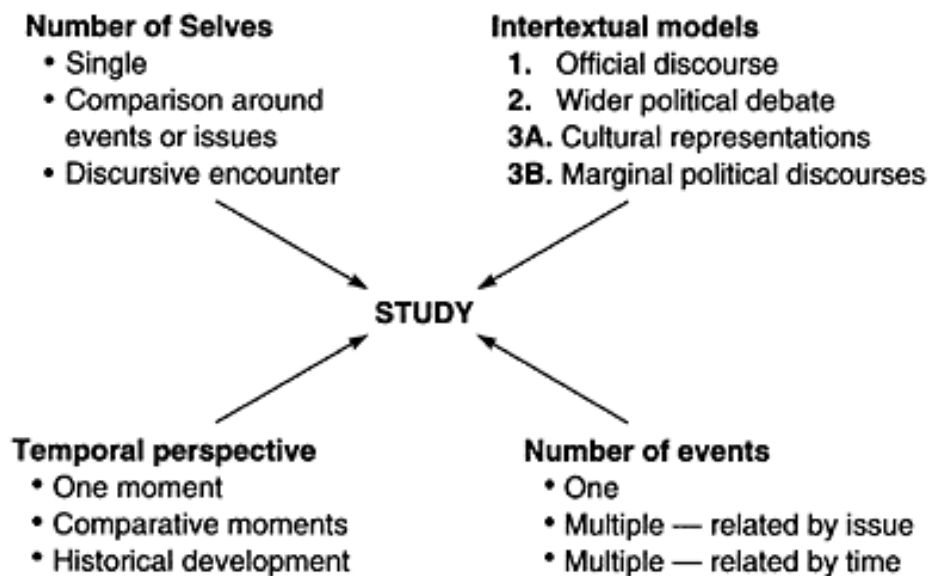 Number of Selves
• Single
• Comparison around
events or issues
• Discursive encounter
Intertextual models
1. Official discourse
2. Wider political debate
3A. Cultural representations
3B. Marginal political discourses
STUDY
Temporal perspective
• One moment
• Comparative moments
• Historical development
Number of events
• One
• Multiple — related by issue
• Multiple — related by time